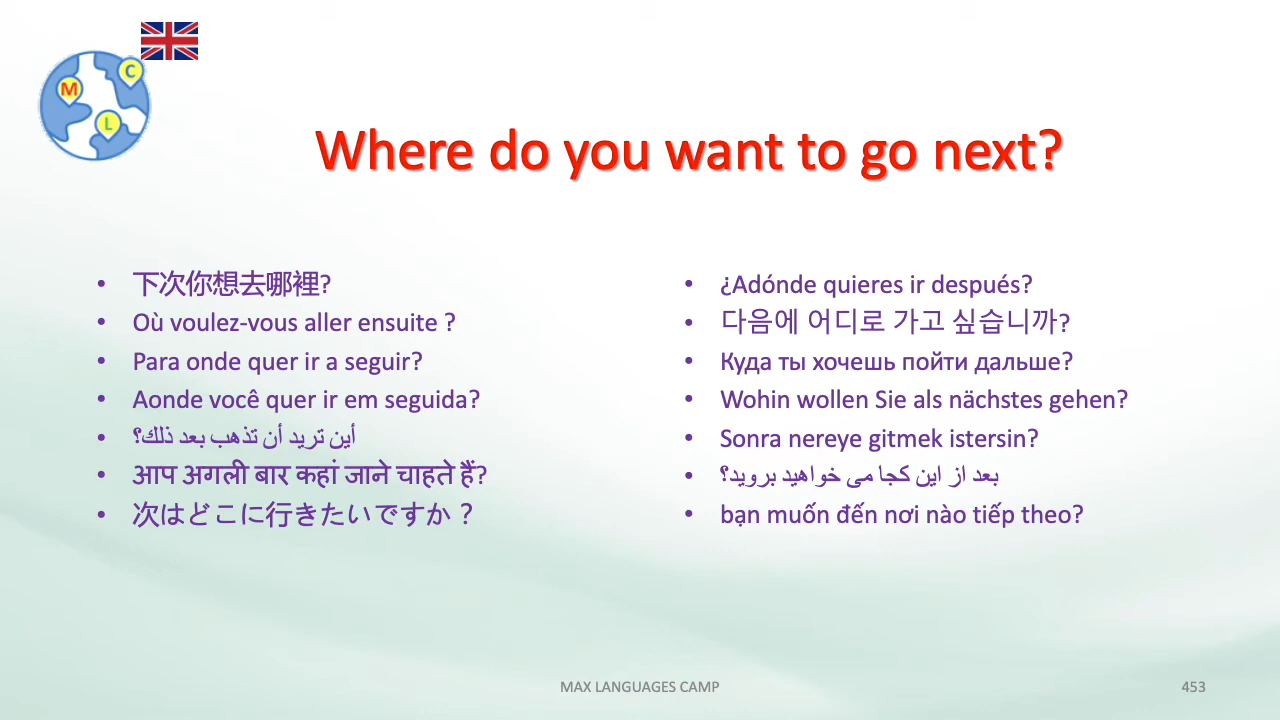 C
M
L
Where do you want to go next?
• 下次你想去哪裡?
• Où voulez-vous aller ensuite ?
• Para onde quer ir a seguir?
• Aonde você quer ir em seguida?
• أين تريد أن تذهب بعد ذلك؟
• आप अगली बार कहां जाने चाहते हैं?
• 次はどこに行きたいですか？
• ¿Adónde quieres ir después?
• 다음에 어디로 가고 싶습니까?
• Куда ты хочешь пойти дальше?
• Wohin wollen Sie als nächstes gehen?
• Sonra nereye gitmek istersin?
• بعد از این کجا می خواهید بروید؟
• bạn muốn đến nơi nào tiếp theo?
MAX LANGUAGES CAMP
453